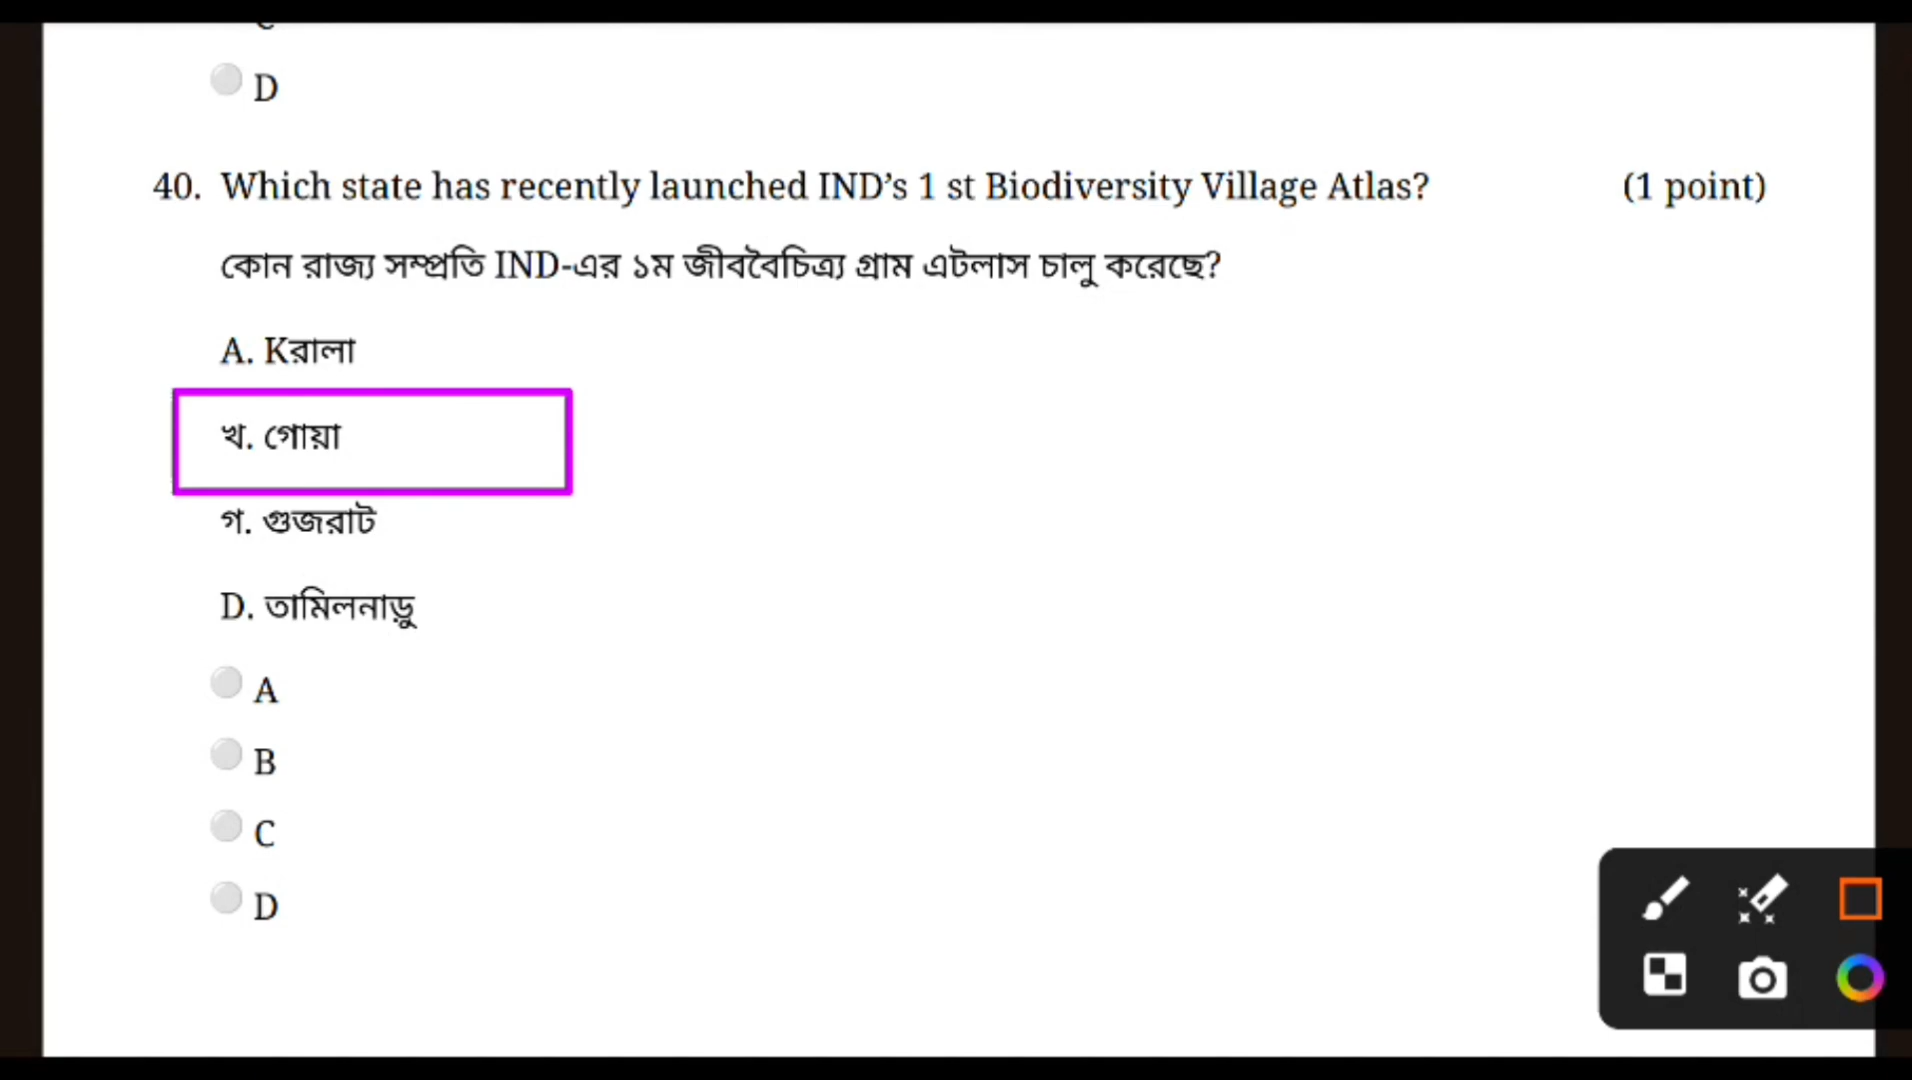 D
40. Which state has recently launched IND’s 1 st Biodiversity Village Atlas? (1 point)
কোন রাজ্য সম্প্রতি IND-এর ১ম জীববৈচিত্র্য গ্রাম এটলাস চালু করেছে?
A. Kরালা
খ. গোয়া
গ. গুজরাট
D. তামিলনাড়ু
A
B
C
D